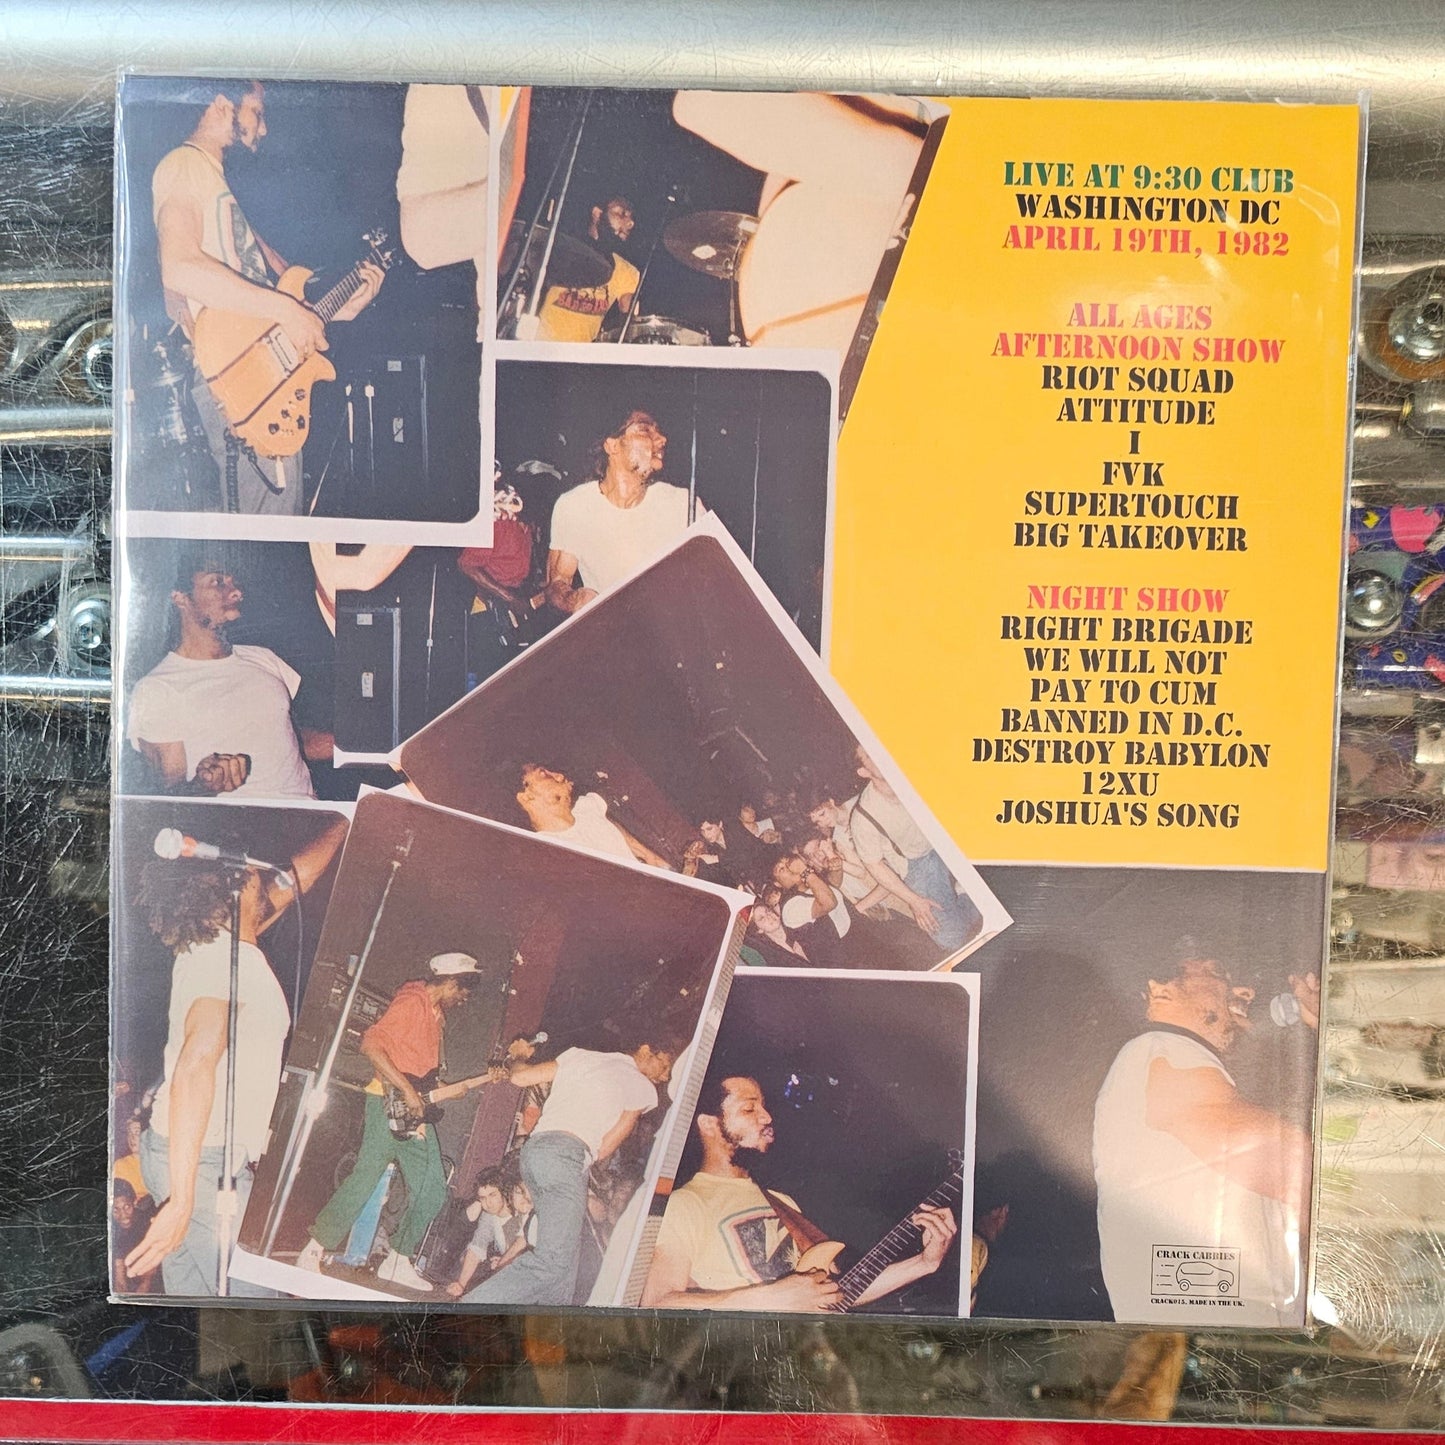 LIVE AT 9:30 CLUB
WASHINGTON DC
APRIL 19TH, 1982
ALL AGES
AFTERNOON SHOW
RIOT SQUAD
ATTITUDE
I
FVK
SUPERTOUCH
BIG TAKEOVER
NIGHT SHOW
RIGHT BRIGADE
WE WILL NOT
PAY TO CUM
BANNED IN D.C.
DESTROY BABYLON
12XU
JOSHUA'S SONG
CRACK CABBIES
CRACK015. MADE IN THE UK.